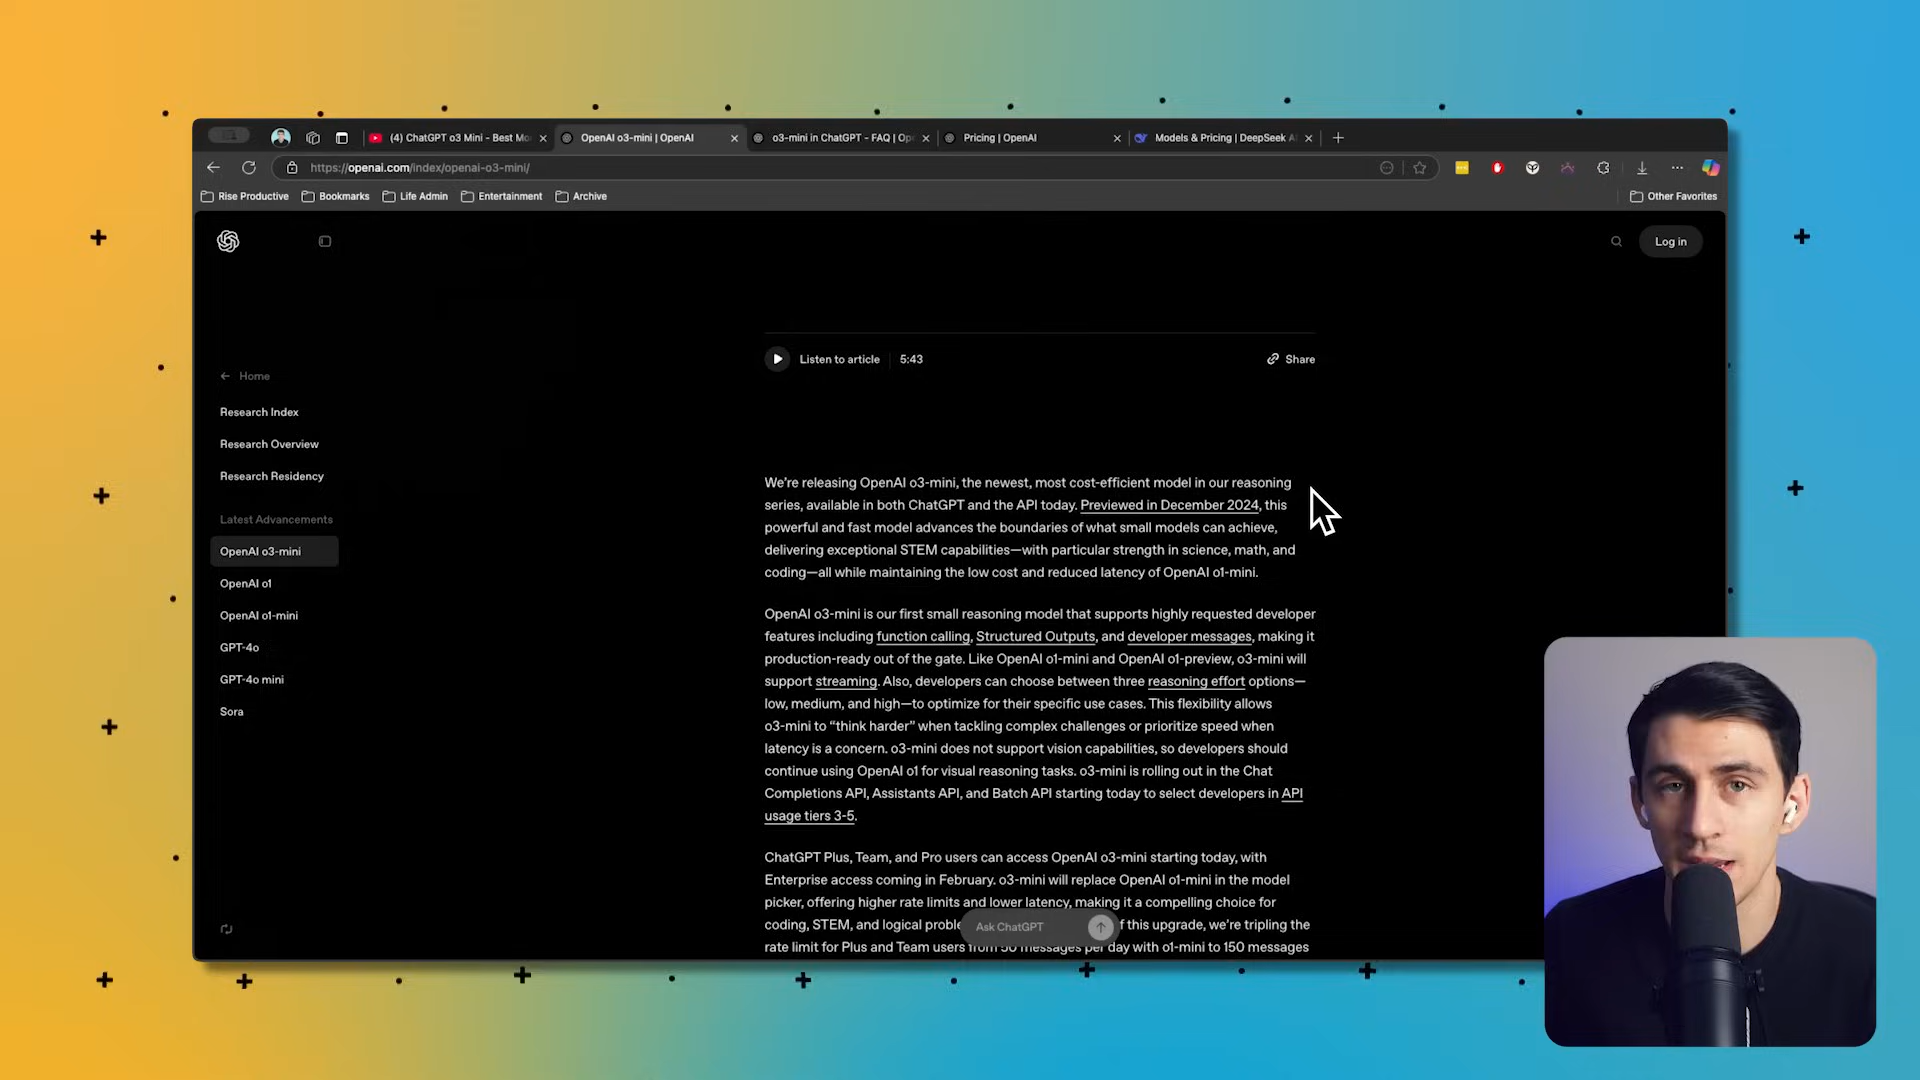 (4) ChatGPT o3 Mini - Best Mo
OpenAI o3-mini | OpenAI
o3-mini in ChatGPT - FAQ | Op
Pricing | OpenAI
Models & Pricing | DeepSeek A
https://openai.com/index/openai-o3-mini/
Rise Productive
Bookmarks
Life Admin
Entertainment
Archive
Other Favorites
Log in
Listen to article
5:43
Share
Home
Research Index
Research Overview
Research Residency
Latest Advancements
OpenAI o3-mini
OpenAI o1
OpenAI o1-mini
GPT-4o
GPT-4o mini
Sora
We're releasing OpenAI o3-mini, the newest, most cost-efficient model in our reasoning
series, available in both ChatGPT and the API today. Previewed in December 2024, this
powerful and fast model advances the boundaries of what small models can achieve,
delivering exceptional STEM capabilities—with particular strength in science, math, and
coding—all while maintaining the low cost and reduced latency of OpenAI o1-mini.
OpenAI o3-mini is our first small reasoning model that supports highly requested developer
features including function calling, Structured Outputs, and developer messages, making it
production-ready out of the gate. Like OpenAI o1-mini and OpenAI o1-preview, o3-mini will
support streaming. Also, developers can choose between three reasoning effort options—
low, medium, and high—to optimize for their specific use cases. This flexibility allows
o3-mini to “think harder” when tackling complex challenges or prioritize speed when
latency is a concern. o3-mini does not support vision capabilities, so developers should
continue using OpenAI o1 for visual reasoning tasks. o3-mini is rolling out in the Chat
Completions API, Assistants API, and Batch API starting today to select developers in API
usage tiers 3-5.
ChatGPT Plus, Team, and Pro users can access OpenAI o3-mini starting today, with
Enterprise access coming in February. o3-mini will replace OpenAI o1-mini in the model
picker, offering higher rate limits and lower latency, making it a compelling choice for
coding, STEM, and logical proble f this upgrade, we're tripling the
rate limit for Plus and Team users from 50 messages per day with o1-mini to 150 messages
Ask ChatGPT